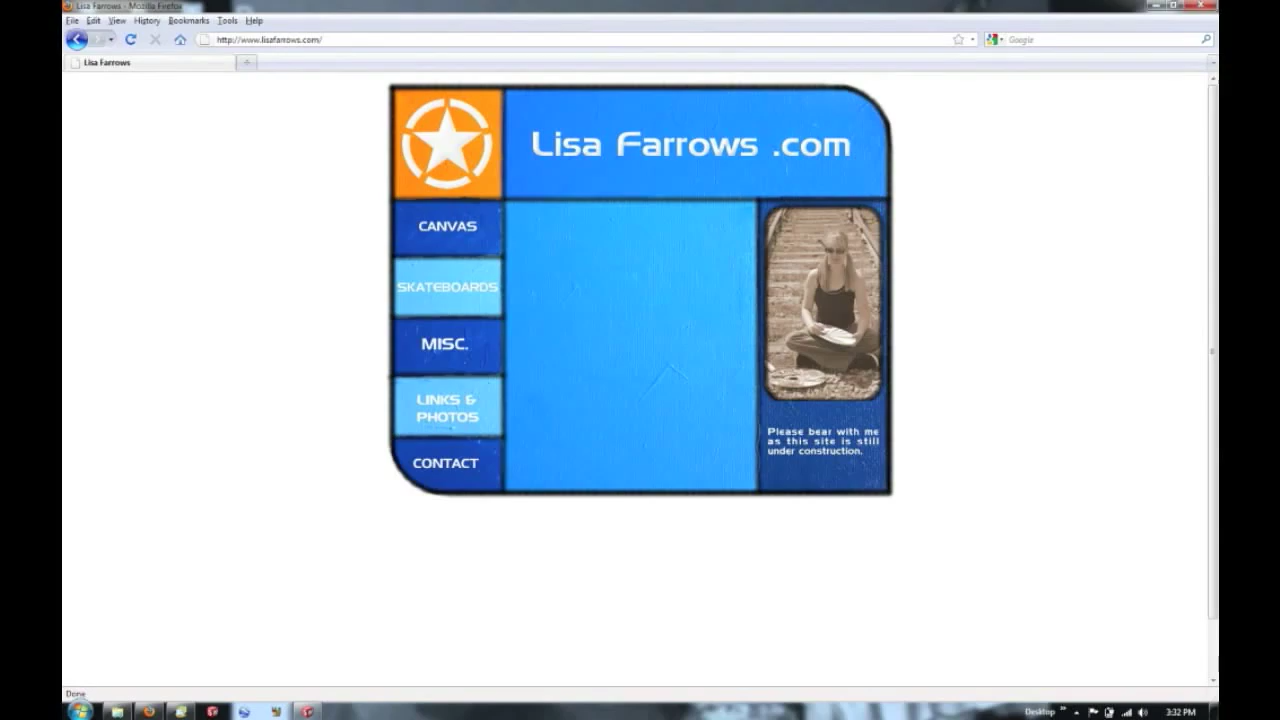 Lisa Farrows - Mozilla Firefox
File Edit View History Bookmarks Tools Help
http://www.lisafarrows.com/
Google
Lisa Farrows
Lisa Farrows .com
CANVAS
SKATEBOARDS
MISC.
LINKS &
PHOTOS
CONTACT
Please bear with me
as this site is still
under construction.
Done
Desktop
3:32 PM